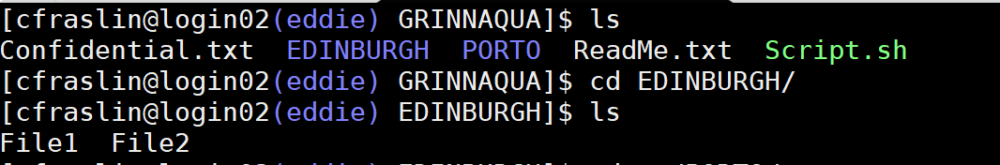 [cfraslin@login02(eddie) GRINNAQUA]$ ls
Confidential.txt  EDINBURGH  PORTO  ReadMe.txt  Script.sh
[cfraslin@login02(eddie) GRINNAQUA]$ cd EDINBURGH/
[cfraslin@login02(eddie) EDINBURGH]$ ls
File1  File2